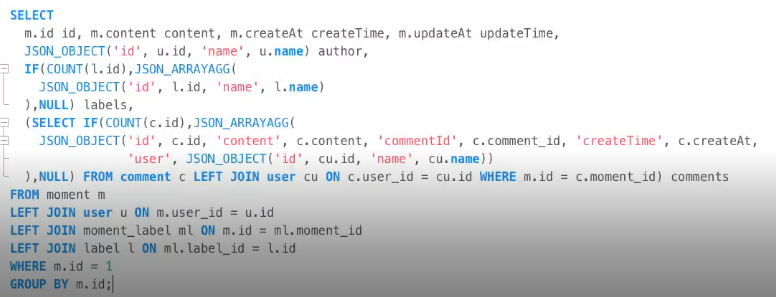 SELECT
m.id id, m.content content, m.createAt createTime, m.updateAt updateTime,
JSON_OBJECT('id', u.id, 'name', u.name) author,
IF(COUNT(l.id),JSON_ARRAYAGG(
JSON_OBJECT('id', l.id, 'name', l.name)
),NULL) labels,
(SELECT IF(COUNT(c.id),JSON_ARRAYAGG(
JSON_OBJECT('id', c.id, 'content', c.content, 'commentId', c.comment_id, 'createTime', c.createAt,
'user', JSON_OBJECT('id', cu.id, 'name', cu.name))
),NULL) FROM comment c LEFT JOIN user cu ON c.user_id = cu.id WHERE m.id = c.moment_id) comments
FROM moment m
LEFT JOIN user u ON m.user_id = u.id
LEFT JOIN moment_label ml ON m.id = ml.moment_id
LEFT JOIN label l ON ml.label_id = l.id
WHERE m.id = 1
GROUP BY m.id;